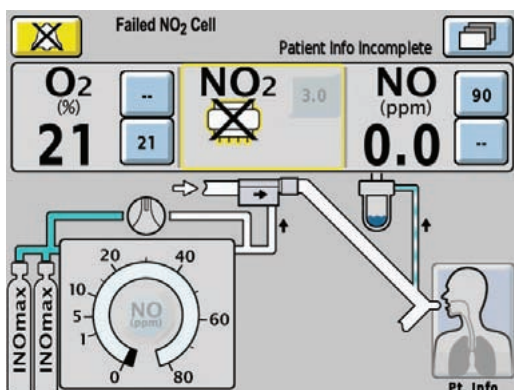 Failed NO₂ Cell
Patient Info Incomplete
O₂
(%)
21
--
21
NO₂
3.0
NO
(ppm)
0.0
90
--
INOmax
INOmax
NO
(ppm)
0
1
5
10
20
40
60
80
Pt. Info